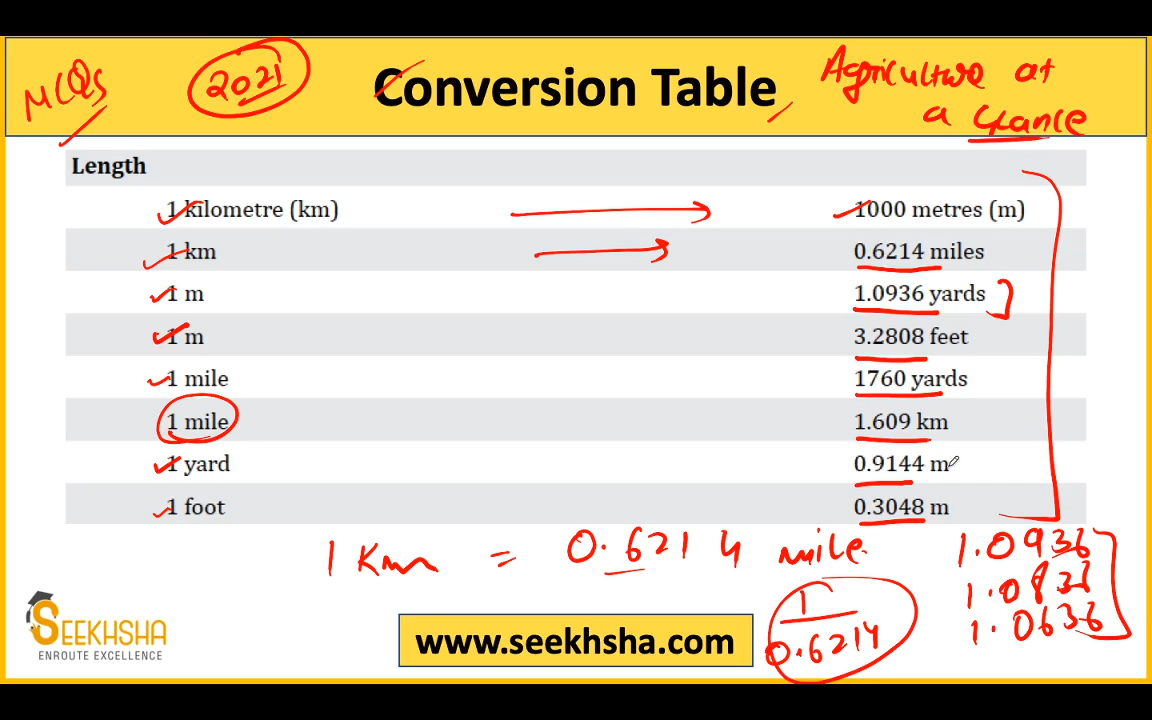 MCQs
2021
Conversion Table
Agriculture at
a Glance
Length
1 kilometre (km) 1000 metres (m)
1 km 0.6214 miles
1 m 1.0936 yards
1 m 3.2808 feet
1 mile 1760 yards
1 mile 1.609 km
1 yard 0.9144 m
1 foot 0.3048 m
1 Km = 0.6214 mile
1.0936
1.0636
1
0.6214
SEEKHSHA
ENROUTE EXCELLENCE
www.seekhsha.com